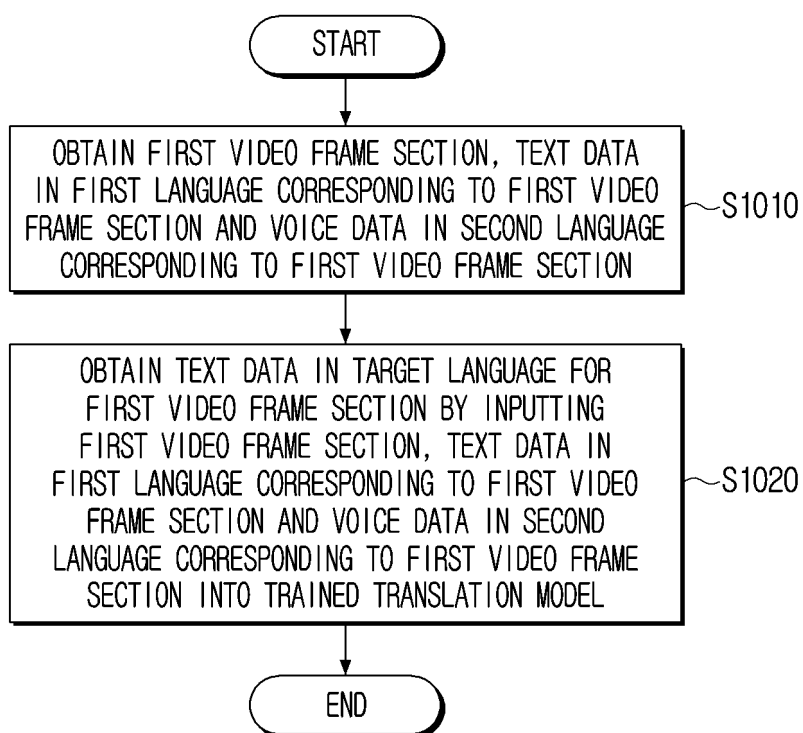 START
OBTAIN FIRST VIDEO FRAME SECTION, TEXT DATA
IN FIRST LANGUAGE CORRESPONDING TO FIRST VIDEO
FRAME SECTION AND VOICE DATA IN SECOND LANGUAGE
CORRESPONDING TO FIRST VIDEO FRAME SECTION
S1010
OBTAIN TEXT DATA IN TARGET LANGUAGE FOR
FIRST VIDEO FRAME SECTION BY INPUTTING
FIRST VIDEO FRAME SECTION, TEXT DATA IN
FIRST LANGUAGE CORRESPONDING TO FIRST VIDEO
FRAME SECTION AND VOICE DATA IN SECOND
LANGUAGE CORRESPONDING TO FIRST VIDEO FRAME
SECTION INTO TRAINED TRANSLATION MODEL
S1020
END